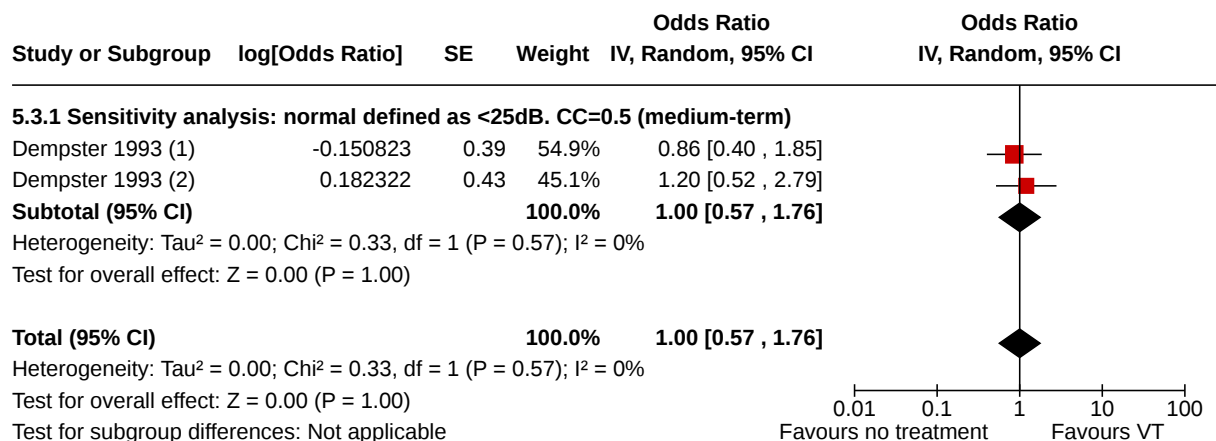 Odds Ratio Odds Ratio
Study or Subgroup log[Odds Ratio] SE Weight IV, Random, 95% CI IV, Random, 95% CI
5.3.1 Sensitivity analysis: normal defined as <25dB. CC=0.5 (medium-term)
Dempster 1993 (1) -0.150823 0.39 54.9% 0.86 [0.40 , 1.85]
Dempster 1993 (2) 0.182322 0.43 45.1% 1.20 [0.52 , 2.79]
Subtotal (95% CI) 100.0% 1.00 [0.57 , 1.76]
Heterogeneity: Tau² = 0.00; Chi² = 0.33, df = 1 (P = 0.57); I² = 0%
Test for overall effect: Z = 0.00 (P = 1.00)
Total (95% CI) 100.0% 1.00 [0.57 , 1.76]
Heterogeneity: Tau² = 0.00; Chi² = 0.33, df = 1 (P = 0.57); I² = 0%
Test for overall effect: Z = 0.00 (P = 1.00) 0.01 0.1 1 10 100
Test for subgroup differences: Not applicable Favours no treatment Favours VT